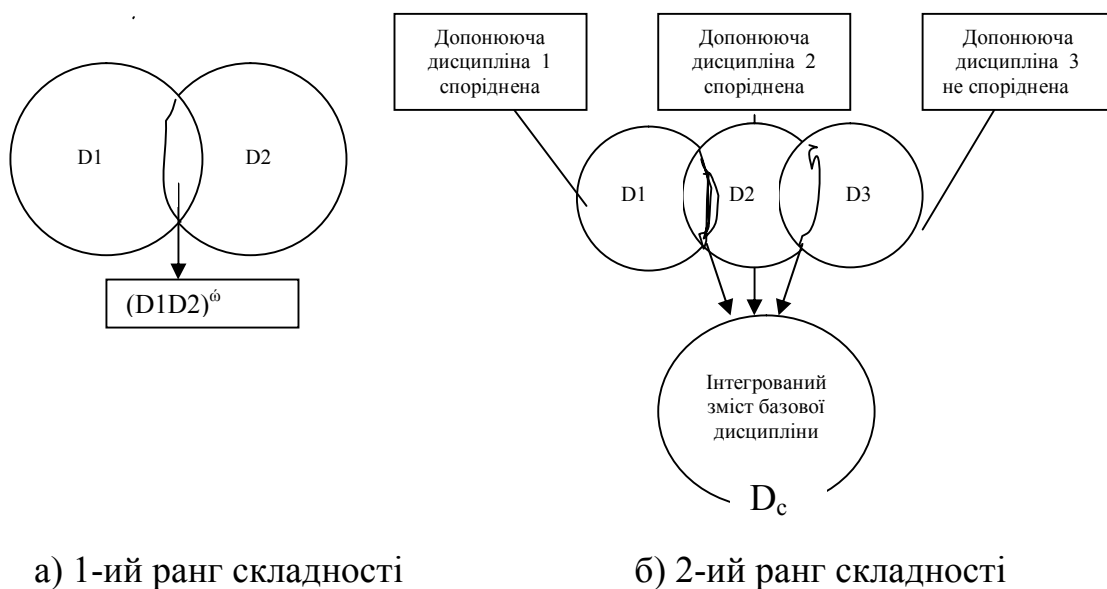 D1
D2
(D1D2)ώ
Допонююча
дисципліна 1
споріднена
Допонююча
дисципліна 2
споріднена
Допонююча
дисципліна 3
не споріднена
D1
D2
D3
Інтегрований
зміст базової
дисципліни
Dс
а) 1-ий ранг складності
б) 2-ий ранг складності